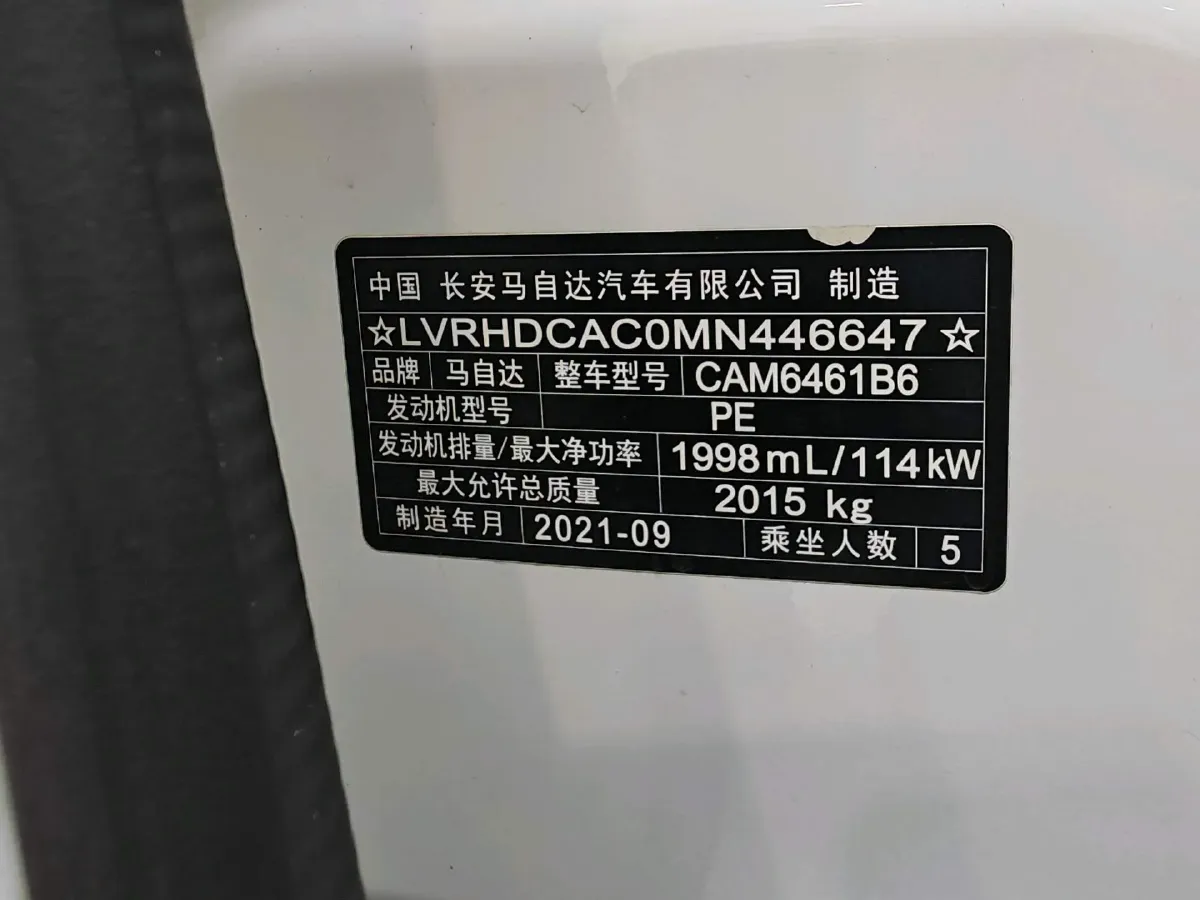 中国 长安马自达汽车有限公司 制造
☆LVRHDCAC0MN446647☆
品牌 马自达 整车型号 CAM6461B6
发动机型号 PE
发动机排量/最大净功率 1998mL/114kW
最大允许总质量 2015 kg
制造年月 2021-09 乘坐人数 5